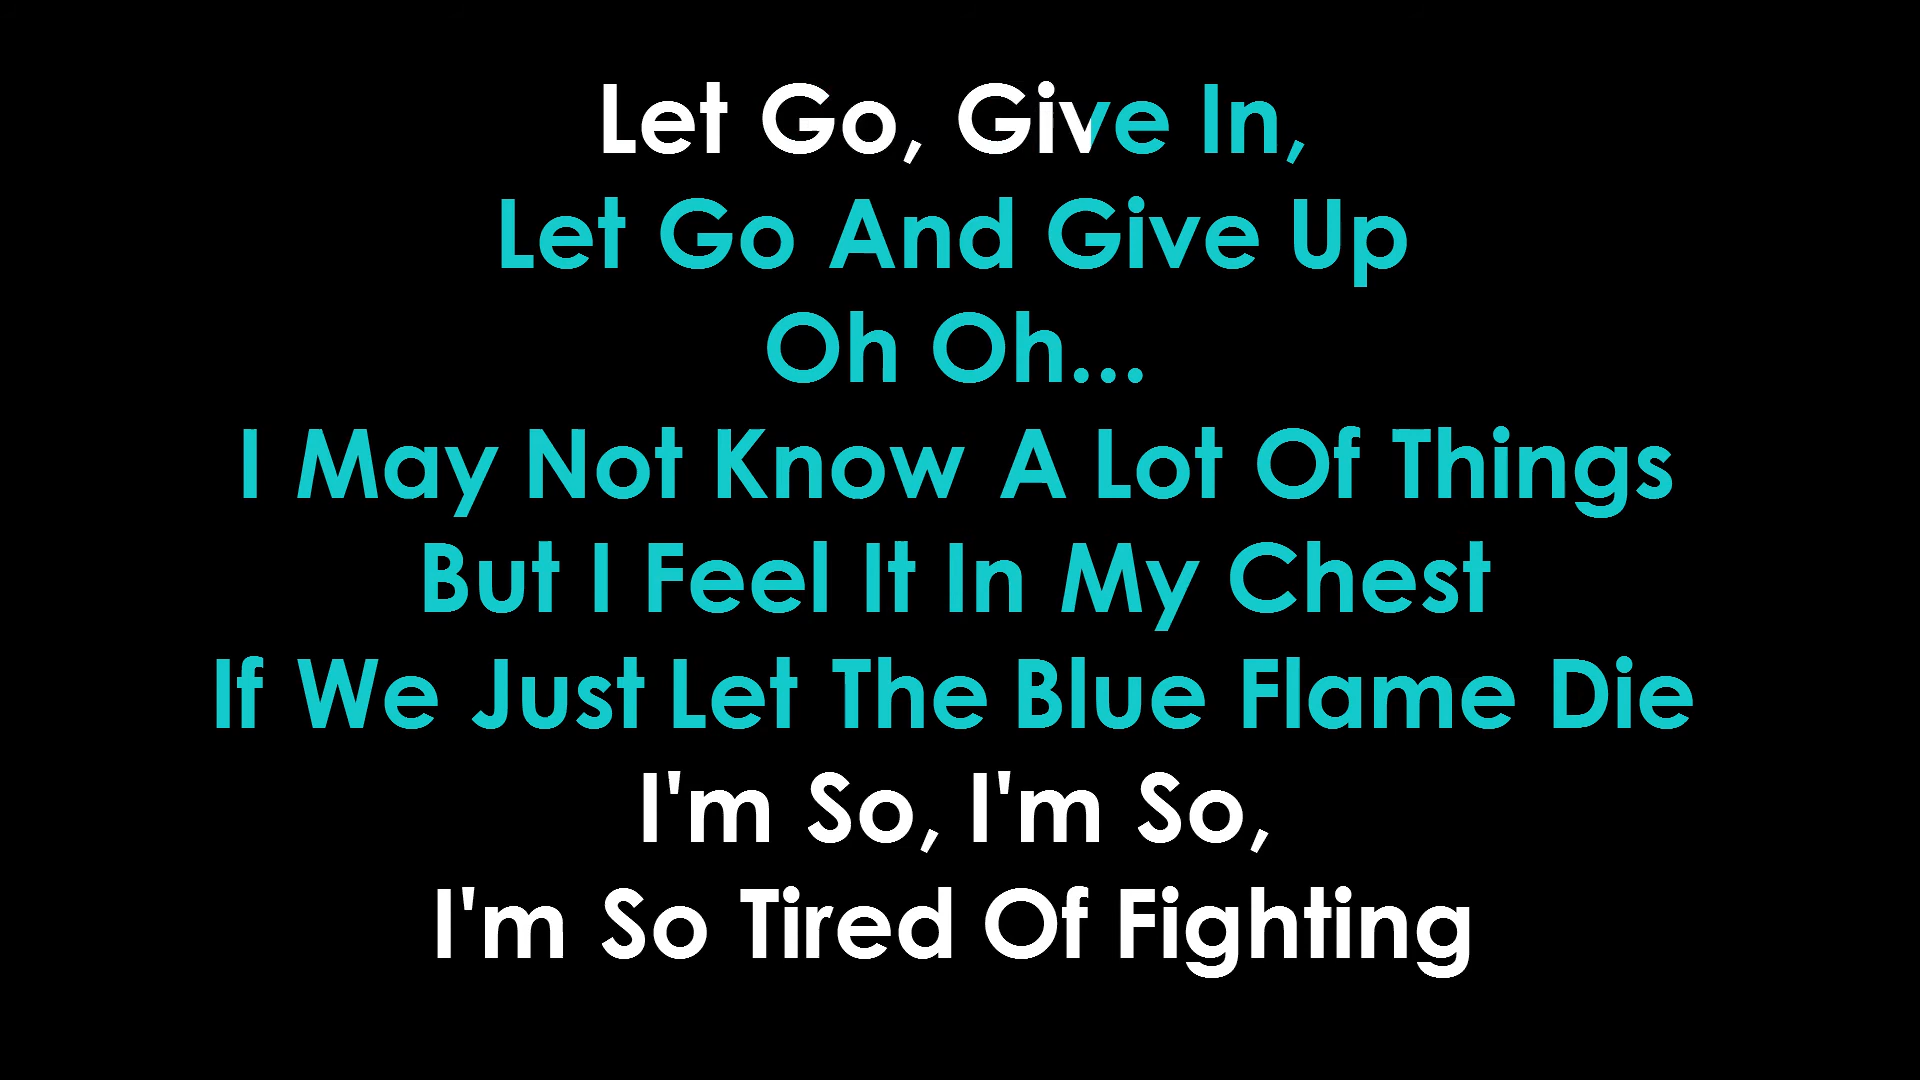 Let Go, Give In,
Let Go And Give Up
Oh Oh...
I May Not Know A Lot Of Things
But I Feel It In My Chest
If We Just Let The Blue Flame Die
I'm So, I'm So,
I'm So Tired Of Fighting